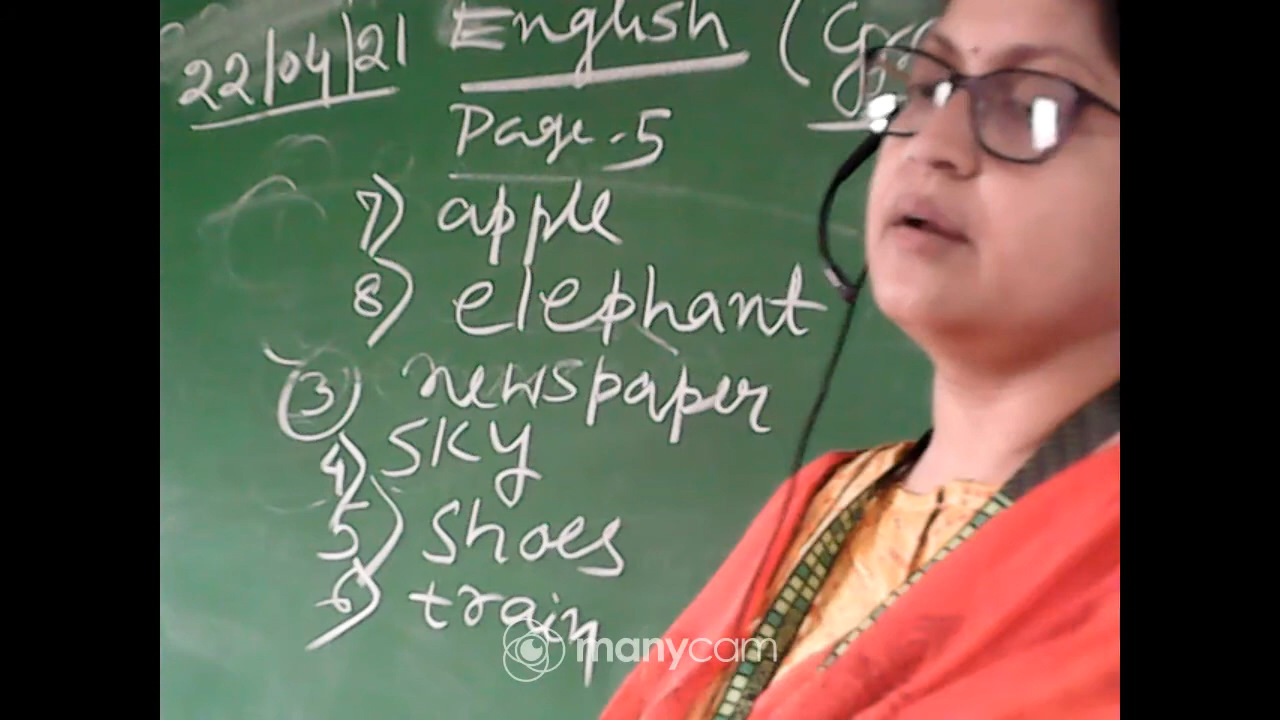 22/04/21 English (
Page-5
7) apple
8) elephant
3) newspaper
4) sky
5) shoes
6) train
manycam